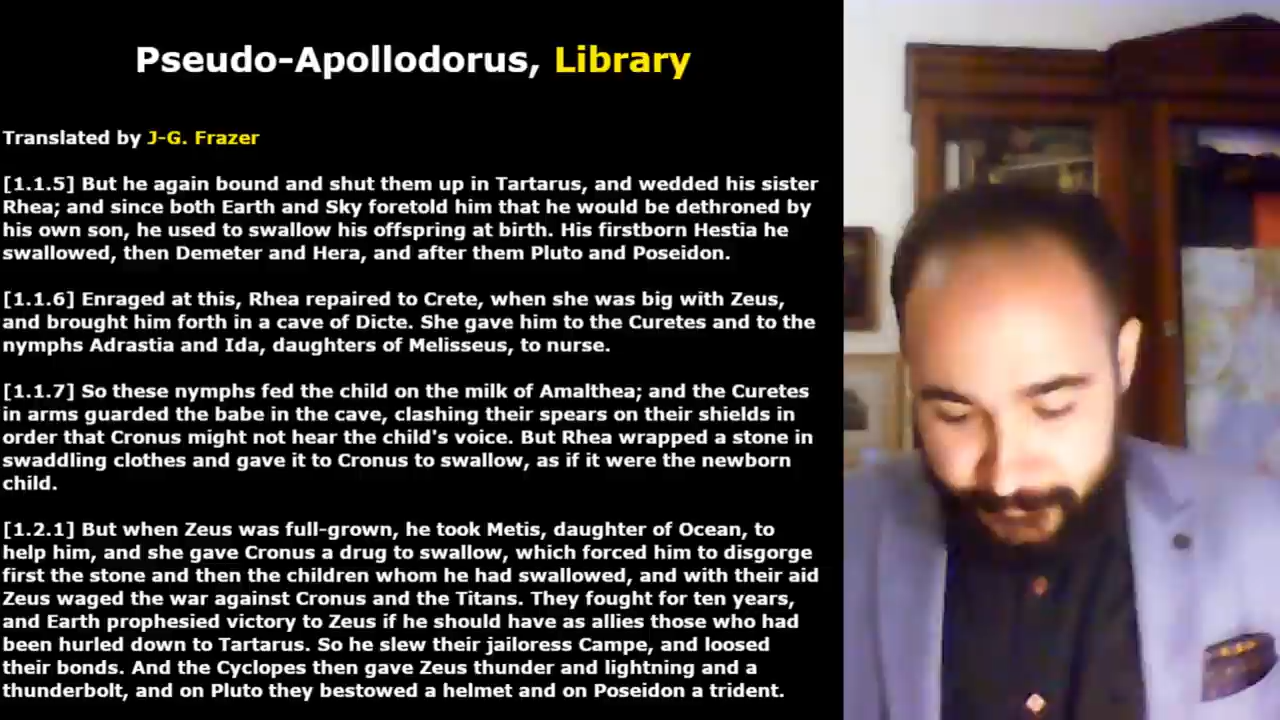 Pseudo-Apollodorus, Library
Translated by J-G. Frazer
[1.1.5] But he again bound and shut them up in Tartarus, and wedded his sister
Rhea; and since both Earth and Sky foretold him that he would be dethroned by
his own son, he used to swallow his offspring at birth. His firstborn Hestia he
swallowed, then Demeter and Hera, and after them Pluto and Poseidon.
[1.1.6] Enraged at this, Rhea repaired to Crete, when she was big with Zeus,
and brought him forth in a cave of Dicte. She gave him to the Curetes and to the
nymphs Adrastia and Ida, daughters of Melisseus, to nurse.
[1.1.7] So these nymphs fed the child on the milk of Amalthea; and the Curetes
in arms guarded the babe in the cave, clashing their spears on their shields in
order that Cronus might not hear the child's voice. But Rhea wrapped a stone in
swaddling clothes and gave it to Cronus to swallow, as if it were the newborn
child.
[1.2.1] But when Zeus was full-grown, he took Metis, daughter of Ocean, to
help him, and she gave Cronus a drug to swallow, which forced him to disgorge
first the stone and then the children whom he had swallowed, and with their aid
Zeus waged the war against Cronus and the Titans. They fought for ten years,
and Earth prophesied victory to Zeus if he should have as allies those who had
been hurled down to Tartarus. So he slew their jailoress Campe, and loosed
their bonds. And the Cyclopes then gave Zeus thunder and lightning and a
thunderbolt, and on Pluto they bestowed a helmet and on Poseidon a trident.